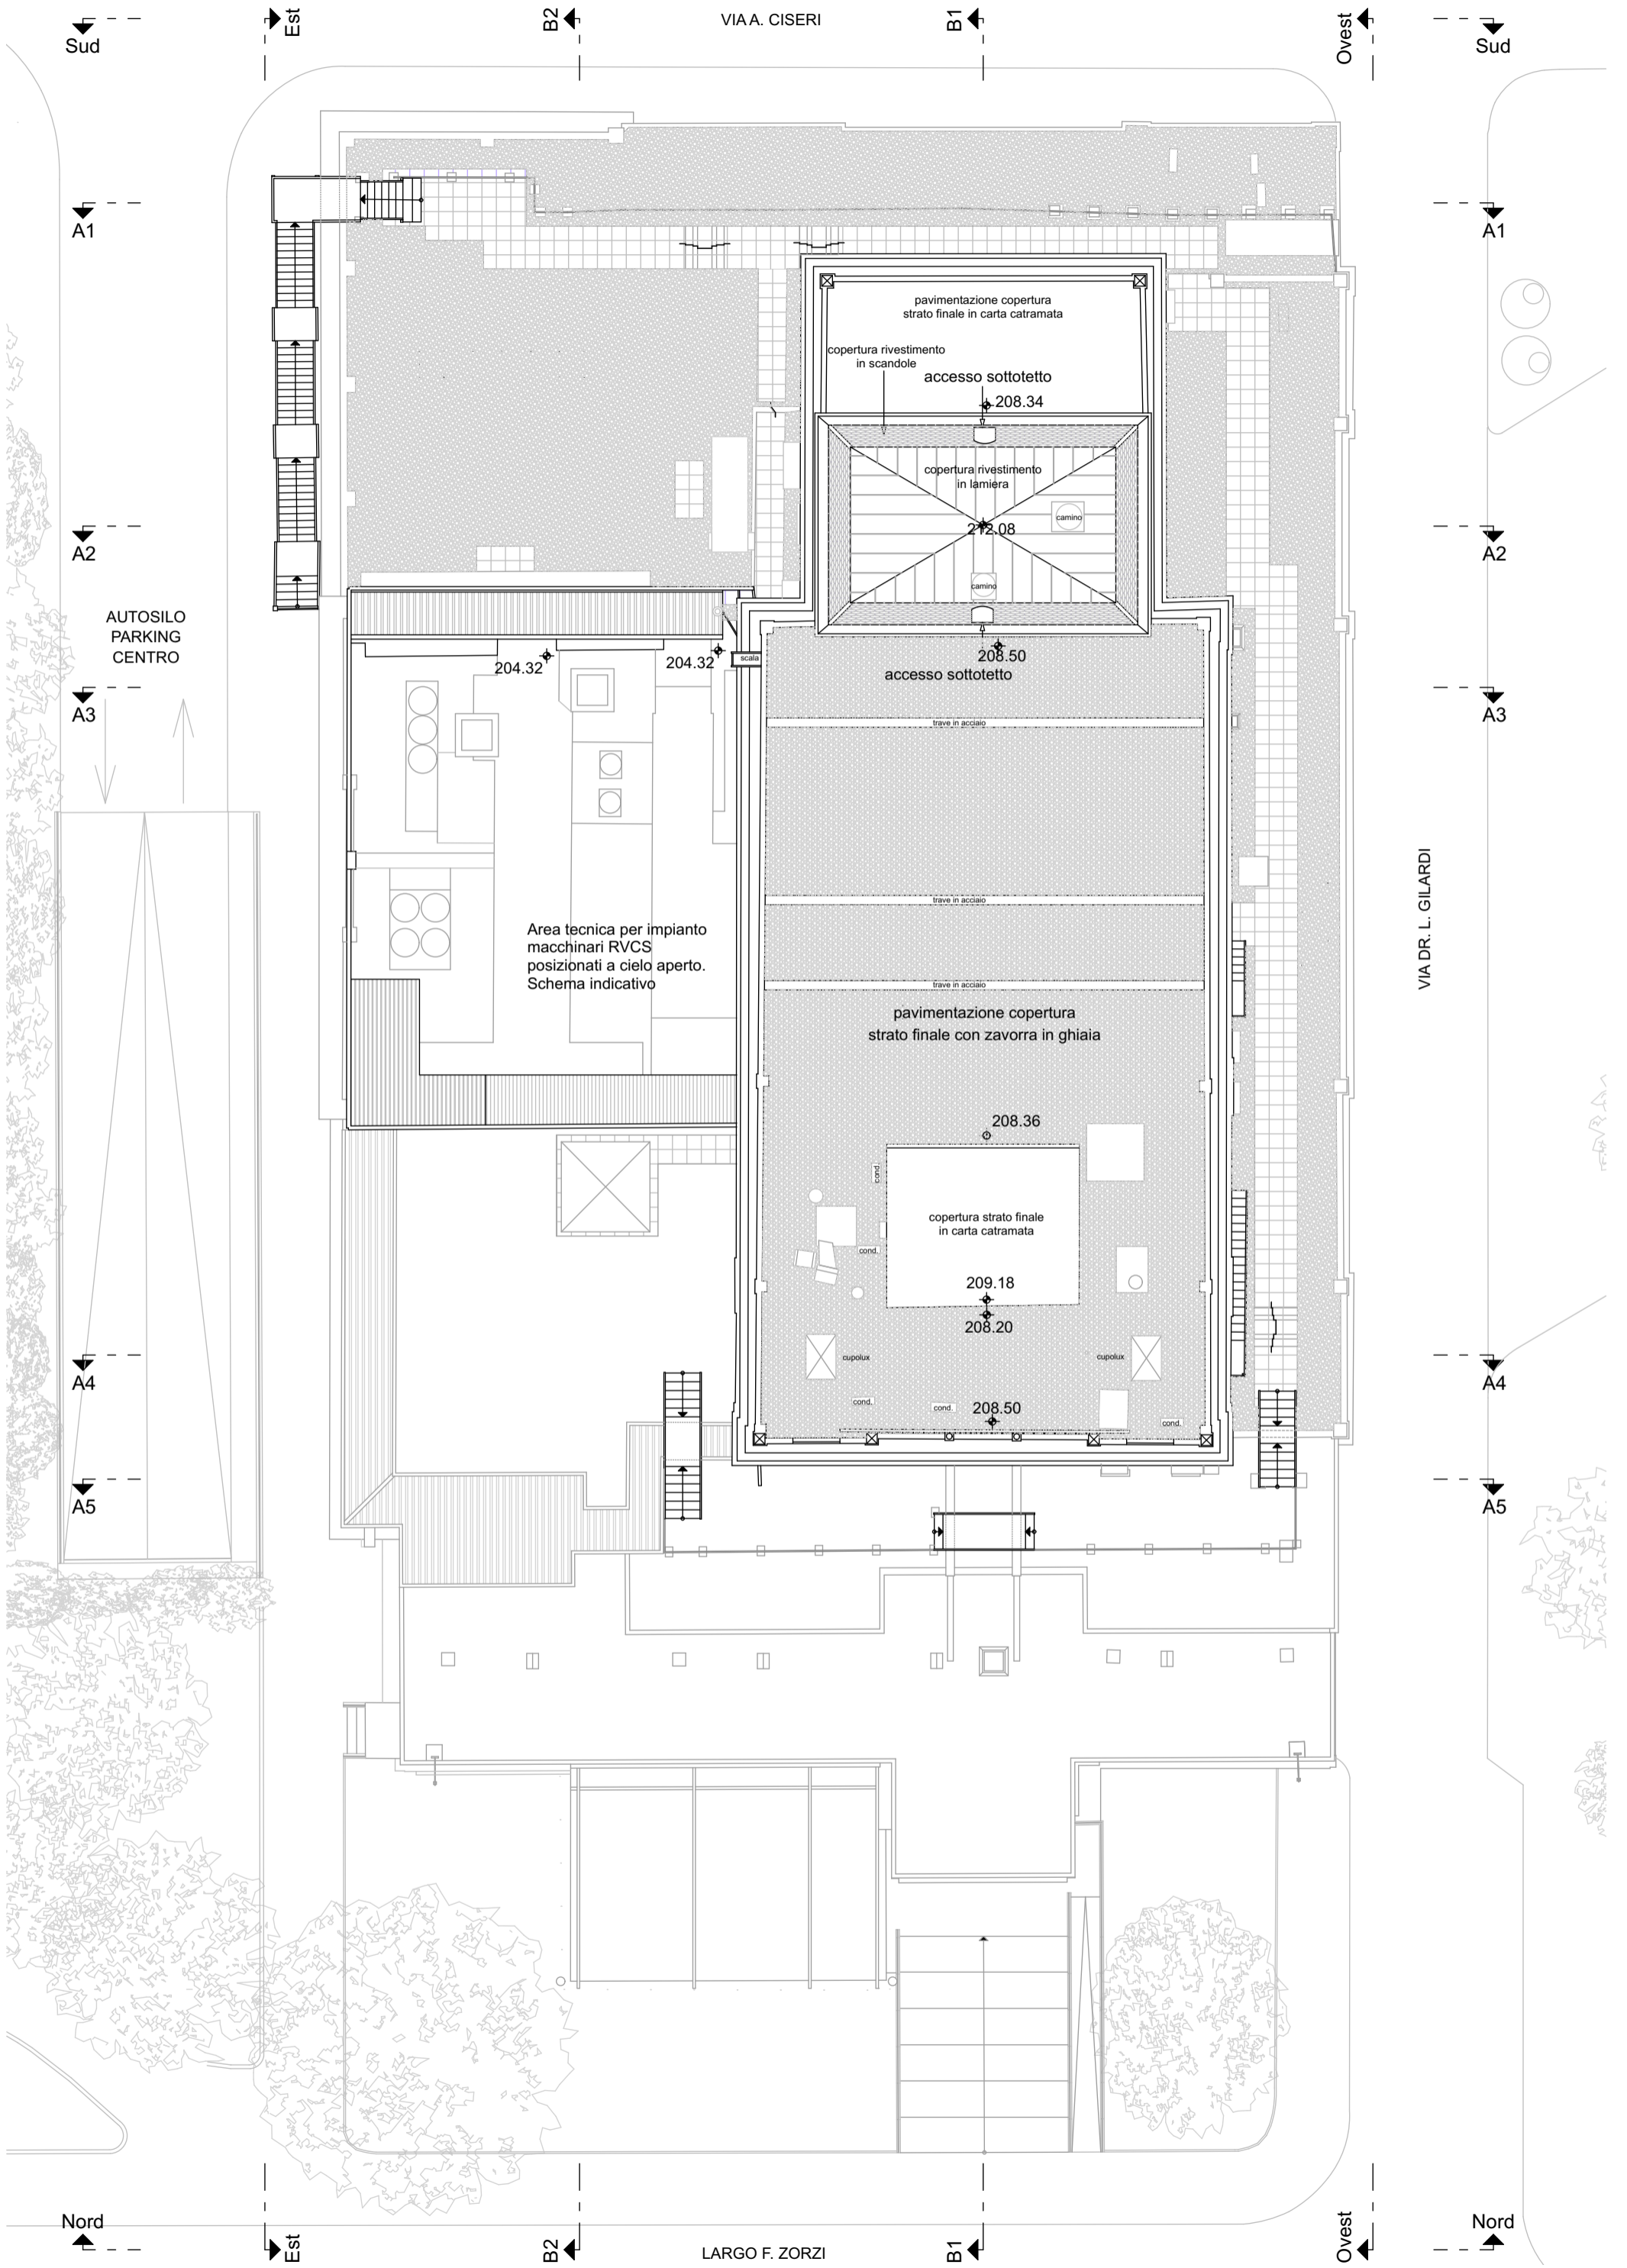 Sud
Est
B2
VIA A. CISERI
B1
Ovest
Sud
A1
A1
pavimentazione copertura
strato finale in carta catramata
copertura rivestimento
in scandole
accesso sottotetto
208.34
copertura rivestimento
in lamiera
camino
212.08
camino
A2
A2
AUTOSILO
PARKING
CENTRO
204.32
204.32
scala
208.50
accesso sottotetto
A3
A3
trave in acciaio
trave in acciaio
VIA DR. L. GILARDI
Area tecnica per impianto
macchinari RVCS
posizionati a cielo aperto.
Schema indicativo
trave in acciaio
pavimentazione copertura
strato finale con zavorra in ghiaia
208.36
cond.
copertura strato finale
in carta catramata
cond.
209.18
208.20
cupolux
cupolux
A4
A4
cond.
cond.
208.50
cond.
A5
A5
Nord
Est
B2
LARGO F. ZORZI
B1
Ovest
Nord